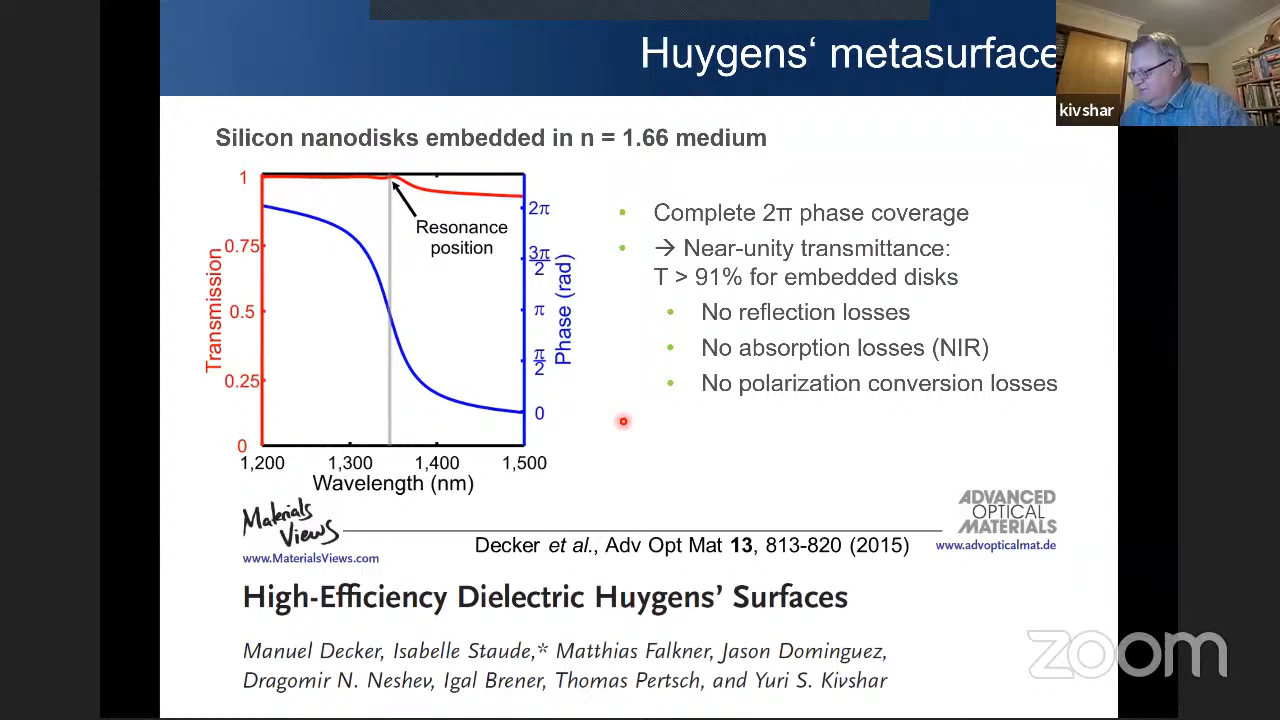 Huygens‘ metasurface
kivshar
Silicon nanodisks embedded in n = 1.66 medium
1
0.75
0.5
0.25
0
Transmission
Resonance
position
2π
3π
2
π
π
2
0
Phase (rad)
1,200
1,300
1,400
1,500
Wavelength (nm)
• Complete 2π phase coverage
• → Near-unity transmittance:
T > 91% for embedded disks
• No reflection losses
• No absorption losses (NIR)
• No polarization conversion losses
Materials
Views
www.MaterialsViews.com
Decker et al., Adv Opt Mat 13, 813-820 (2015)
ADVANCED
OPTICAL
MATERIALS
www.advopticalmat.de
High-Efficiency Dielectric Huygens’ Surfaces
Manuel Decker, Isabelle Staude,* Matthias Falkner, Jason Dominguez,
Dragomir N. Neshev, Igal Brener, Thomas Pertsch, and Yuri S. Kivshar
zoom